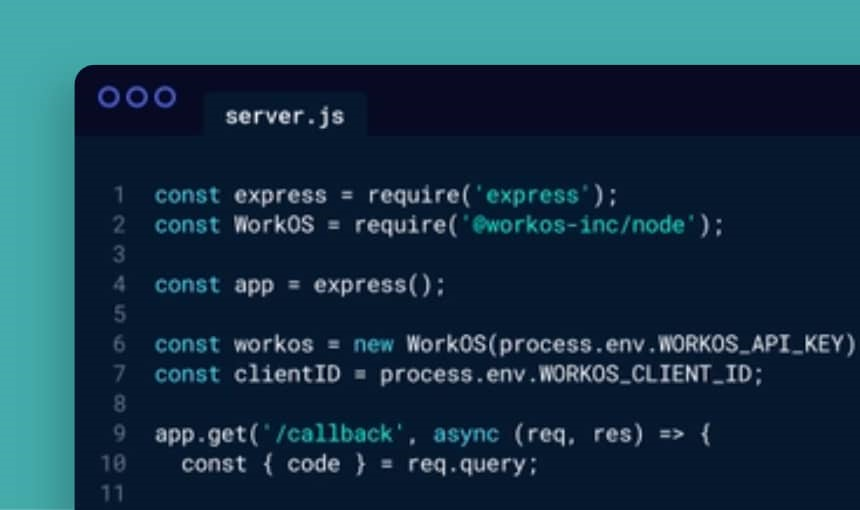 server.js
1 const express = require('express');
2 const WorkOS = require('@workos-inc/node');
3
4 const app = express();
5
6 const workos = new WorkOS(process.env.WORKOS_API_KEY)
7 const clientID = process.env.WORKOS_CLIENT_ID;
8
9 app.get('/callback', async (req, res) => {
10 const { code } = req.query;
11